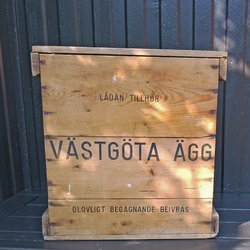 LÅDAN TILLHÖR
VÄSTGÖTA ÄGG
OLOVLIGT BEGAGNANDE BEIVRAS